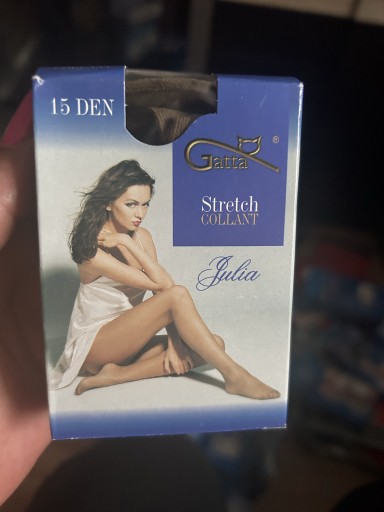 15 DEN
Gatta®
Stretch
COLLANT
Julia